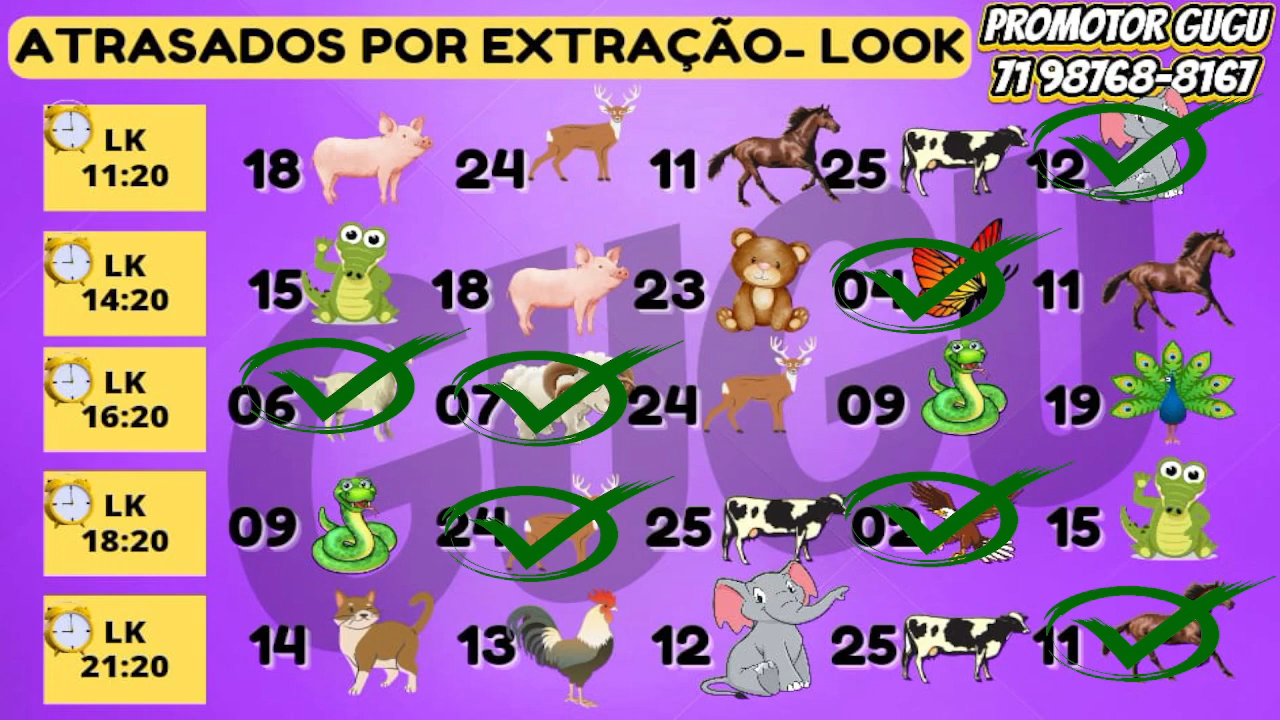 ATRASADOS POR EXTRAÇÃO- LOOK
PROMOTOR GUGU
71 98768-8167
LK
11:20
18 24 11 25 12
LK
14:20
15 18 23 04 11
LK
16:20
06 07 24 09 19
LK
18:20
09 24 25 02 15
LK
21:20
14 13 12 25 11
GUGU